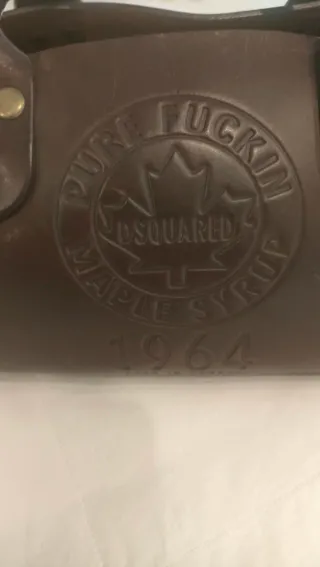 PURE FUCKIN
DSQUARED
MAPLE SYRUP
1964